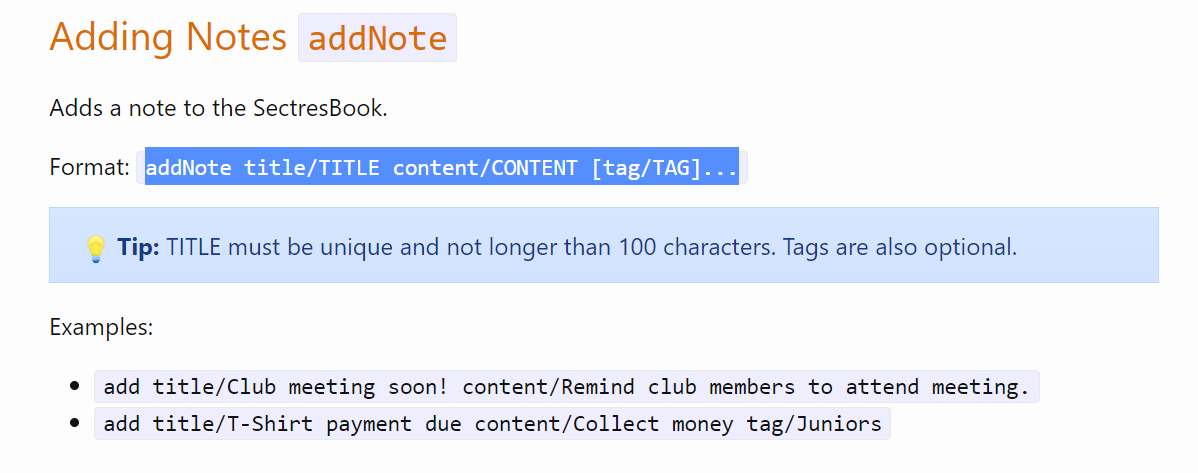 Adding Notes addNote
Adds a note to the SectresBook.
Format: addNote title/TITLE content/CONTENT [tag/TAG]...
💡 Tip: TITLE must be unique and not longer than 100 characters. Tags are also optional.
Examples:
• add title/Club meeting soon! content/Remind club members to attend meeting.
• add title/T-Shirt payment due content/Collect money tag/Juniors